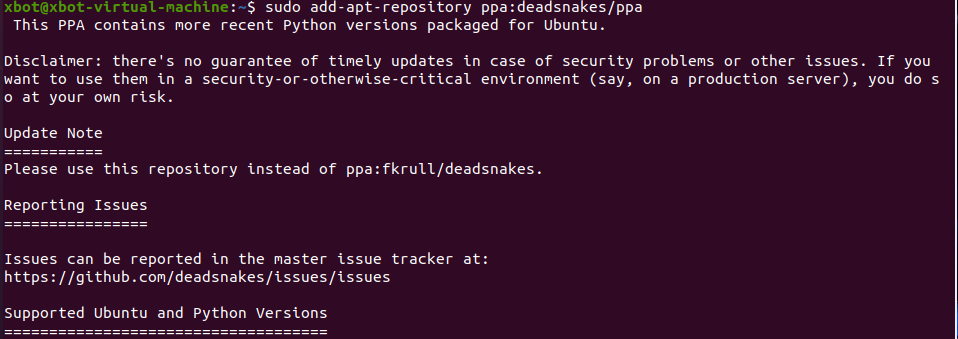 xbot@xbot-virtual-machine:~$ sudo add-apt-repository ppa:deadsnakes/ppa
 This PPA contains more recent Python versions packaged for Ubuntu.
Disclaimer: there's no guarantee of timely updates in case of security problems or other issues. If you
want to use them in a security-or-otherwise-critical environment (say, on a production server), you do s
o at your own risk.
Update Note
===========
Please use this repository instead of ppa:fkrull/deadsnakes.
Reporting Issues
================
Issues can be reported in the master issue tracker at:
https://github.com/deadsnakes/issues/issues
Supported Ubuntu and Python Versions
====================================